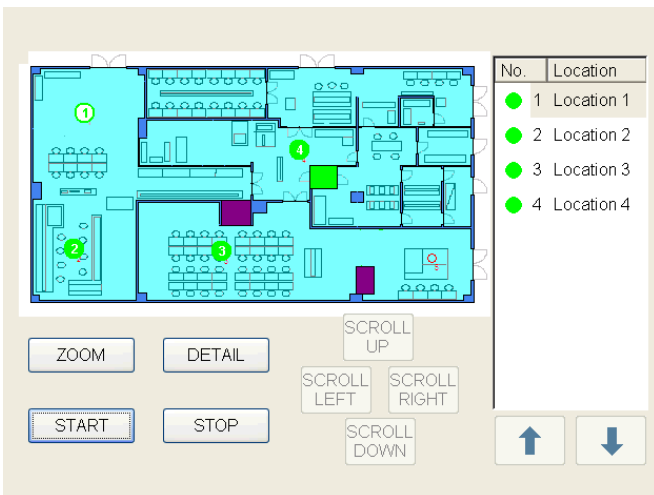 No. Location
1 Location 1
2 Location 2
3 Location 3
4 Location 4
1
4
2
3
5
ZOOM
DETAIL
START
STOP
SCROLL
UP
SCROLL
LEFT
SCROLL
RIGHT
SCROLL
DOWN